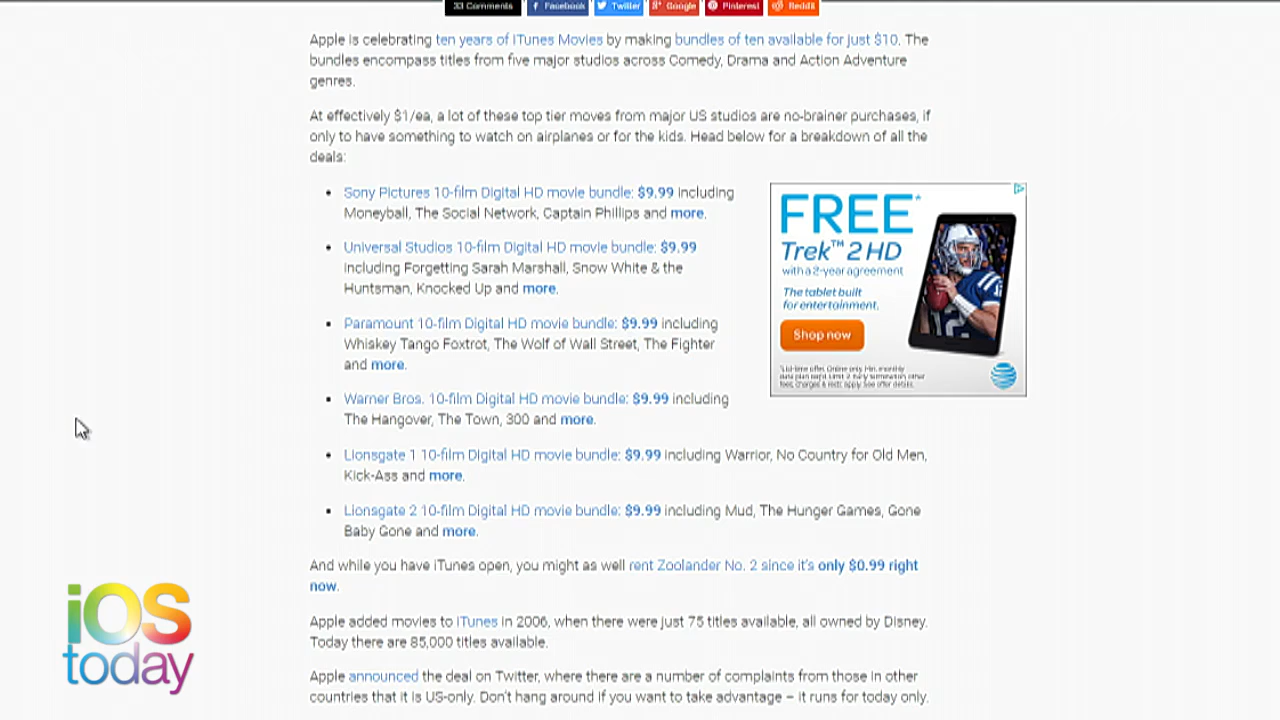 33 Comments Facebook Twitter Google Pinterest Reddit
Apple is celebrating ten years of iTunes Movies by making bundles of ten available for just $10. The
bundles encompass titles from five major studios across Comedy, Drama and Action Adventure
genres.
At effectively $1/ea, a lot of these top tier moves from major US studios are no-brainer purchases, if
only to have something to watch on airplanes or for the kids. Head below for a breakdown of all the
deals:
• Sony Pictures 10-film Digital HD movie bundle: $9.99 including
Moneyball, The Social Network, Captain Phillips and more.
• Universal Studios 10-film Digital HD movie bundle: $9.99
including Forgetting Sarah Marshall, Snow White & the
Huntsman, Knocked Up and more.
• Paramount 10-film Digital HD movie bundle: $9.99 including
Whiskey Tango Foxtrot, The Wolf of Wall Street, The Fighter
and more.
• Warner Bros. 10-film Digital HD movie bundle: $9.99 including
The Hangover, The Town, 300 and more.
• Lionsgate 1 10-film Digital HD movie bundle: $9.99 including Warrior, No Country for Old Men,
Kick-Ass and more.
• Lionsgate 2 10-film Digital HD movie bundle: $9.99 including Mud, The Hunger Games, Gone
Baby Gone and more.
And while you have iTunes open, you might as well rent Zoolander No. 2 since it's only $0.99 right
now.
Apple added movies to iTunes in 2006, when there were just 75 titles available, all owned by Disney.
Today there are 85,000 titles available.
Apple announced the deal on Twitter, where there are a number of complaints from those in other
countries that it is US-only. Don't hang around if you want to take advantage – it runs for today only.
FREE*
Trek™ 2 HD
with a 2-year agreement
The tablet built
for entertainment.
Shop now
12
iOS
today